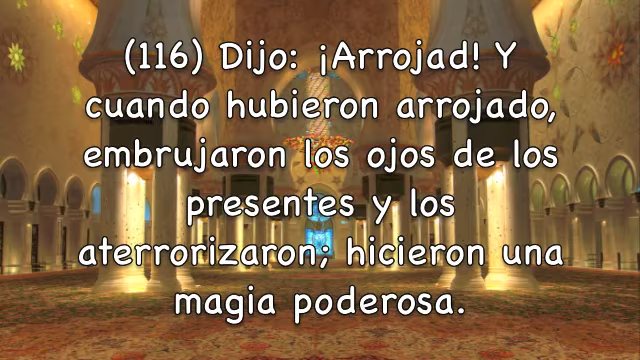 (116) Dijo: ¡Arrojad! Y
cuando hubieron arrojado,
embrujaron los ojos de los
presentes y los
aterrorizaron; hicieron una
magia poderosa.